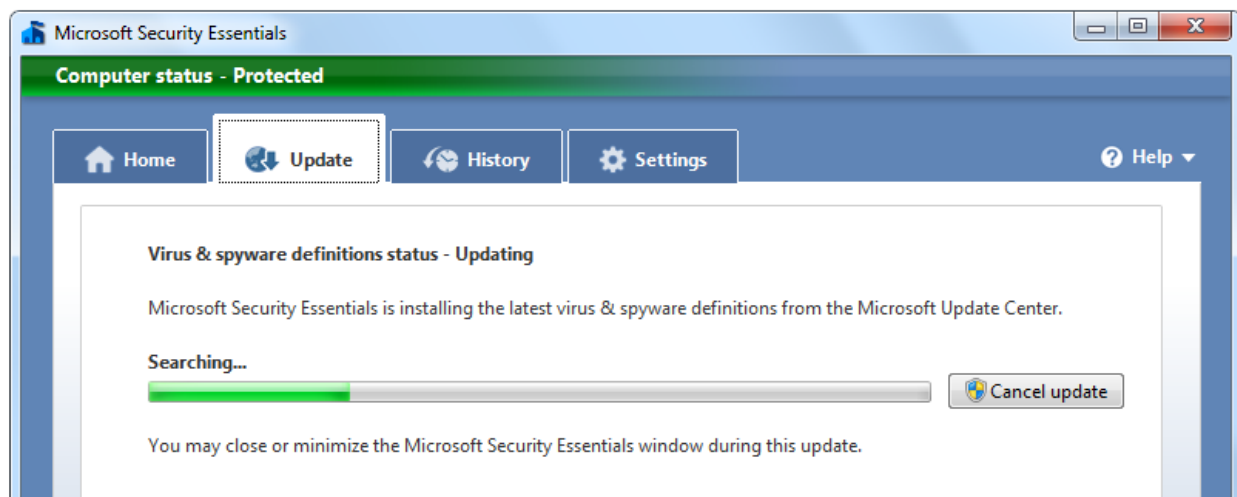 Microsoft Security Essentials
Computer status - Protected
Home
Update
History
Settings
Help
Virus & spyware definitions status - Updating
Microsoft Security Essentials is installing the latest virus & spyware definitions from the Microsoft Update Center.
Searching...
Cancel update
You may close or minimize the Microsoft Security Essentials window during this update.